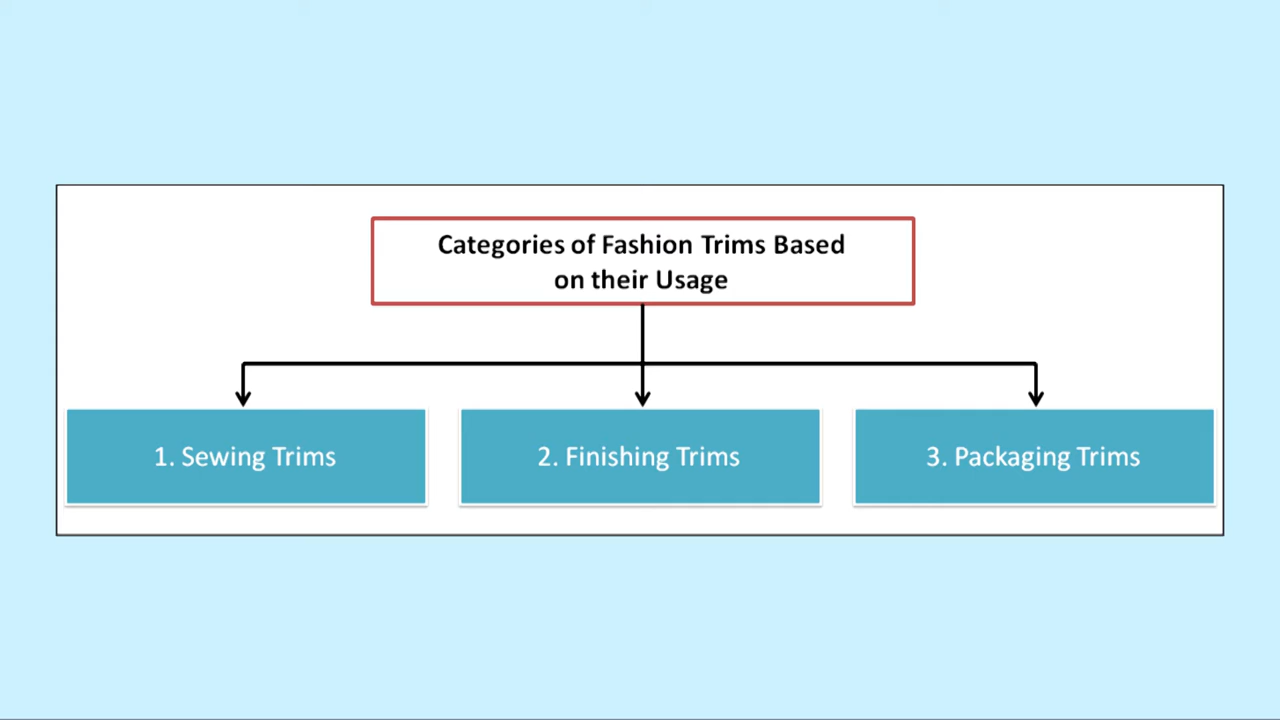 Categories of Fashion Trims Based
on their Usage
1. Sewing Trims
2. Finishing Trims
3. Packaging Trims